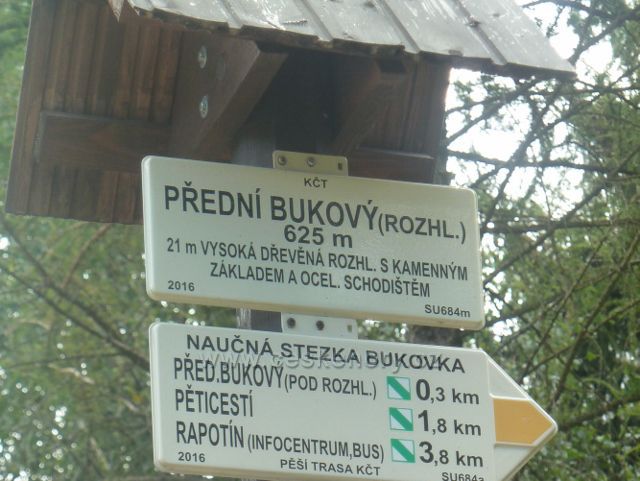 KČT
PŘEDNÍ BUKOVÝ (ROZHL.)
625 m
21 m VYSOKÁ DŘEVĚNÁ ROZHL. S KAMENNÝM
ZÁKLADEM A OCEL. SCHODIŠTĚM
2016 SU684m
NAUČNÁ STEZKA BUKOVKA
PŘED.BUKOVÝ (POD ROZHL.) 0,3 km
PĚTICESTÍ 1,8 km
RAPOTÍN (INFOCENTRUM,BUS) 3,8 km
2016 PĚŠÍ TRASA KČT